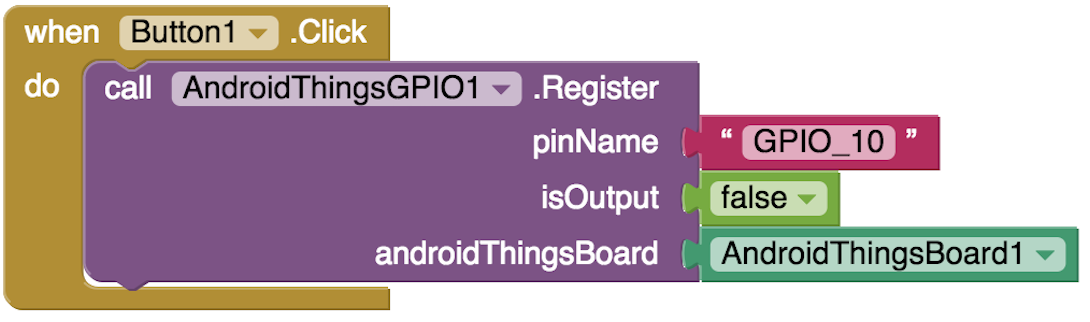 when Button1 .Click
do call AndroidThingsGPIO1 .Register
pinName “ GPIO_10 ”
isOutput false
androidThingsBoard AndroidThingsBoard1